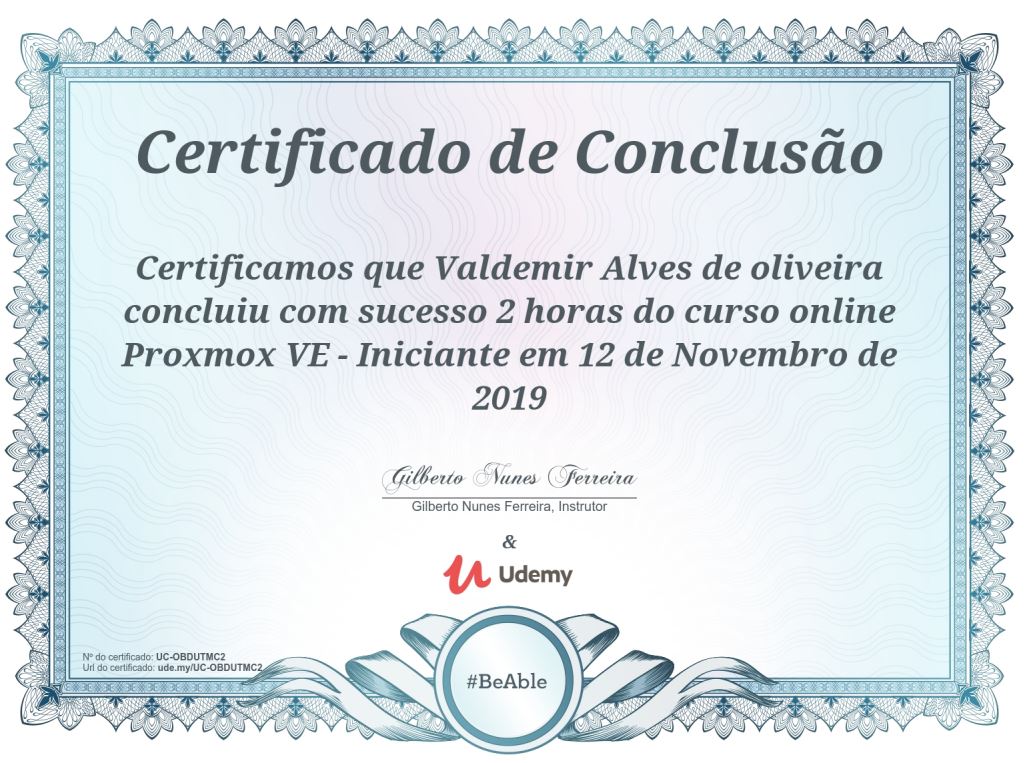 Certificado de Conclusão
Certificamos que Valdemir Alves de oliveira
concluiu com sucesso 2 horas do curso online
Proxmox VE - Iniciante em 12 de Novembro de
2019
Gilberto Nunes Ferreira
Gilberto Nunes Ferreira, Instrutor
&
Udemy
Nº do certificado: UC-OBDUTMC2
Url do certificado: ude.my/UC-OBDUTMC2
#BeAble